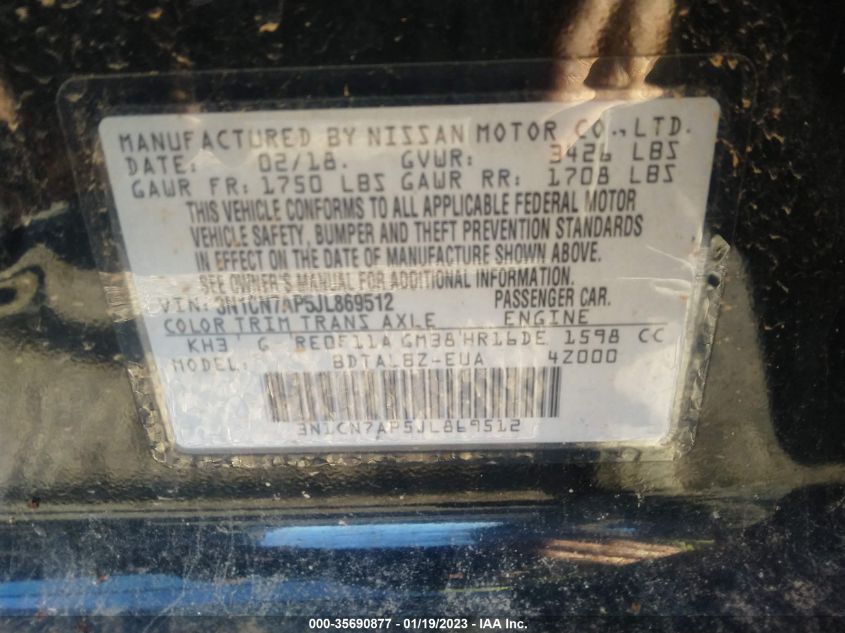 MANUFACTURED BY NISSAN MOTOR CO., LTD.
DATE: 02/18. GVWR: 3426 LBS
GAWR FR: 1750 LBS GAWR RR: 1708 LBS
THIS VEHICLE CONFORMS TO ALL APPLICABLE FEDERAL MOTOR
VEHICLE SAFETY, BUMPER AND THEFT PREVENTION STANDARDS
IN EFFECT ON THE DATE OF MANUFACTURE SHOWN ABOVE.
SEE OWNER'S MANUAL FOR ADDITIONAL INFORMATION.
VIN: 3N1CN7AP5JL869512 PASSENGER CAR.
COLOR TRIM TRANS AXLE ENGINE
KH3 G RE0F11A GM38 HR16DE 1598 CC
MODEL: BDTALBZ-EUA 4Z000
3N1CN7AP5JL869512
000-35690877 - 01/19/2023 - IAA Inc.